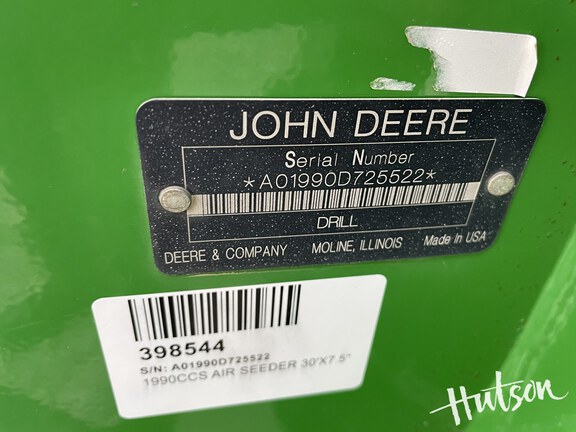 JOHN DEERE
Serial Number
*A01990D725522*
DRILL
DEERE & COMPANY MOLINE, ILLINOIS Made in USA
398544
S/N: A01990D725522
1990CCS AIR SEEDER 30'X7.5"
Hutson